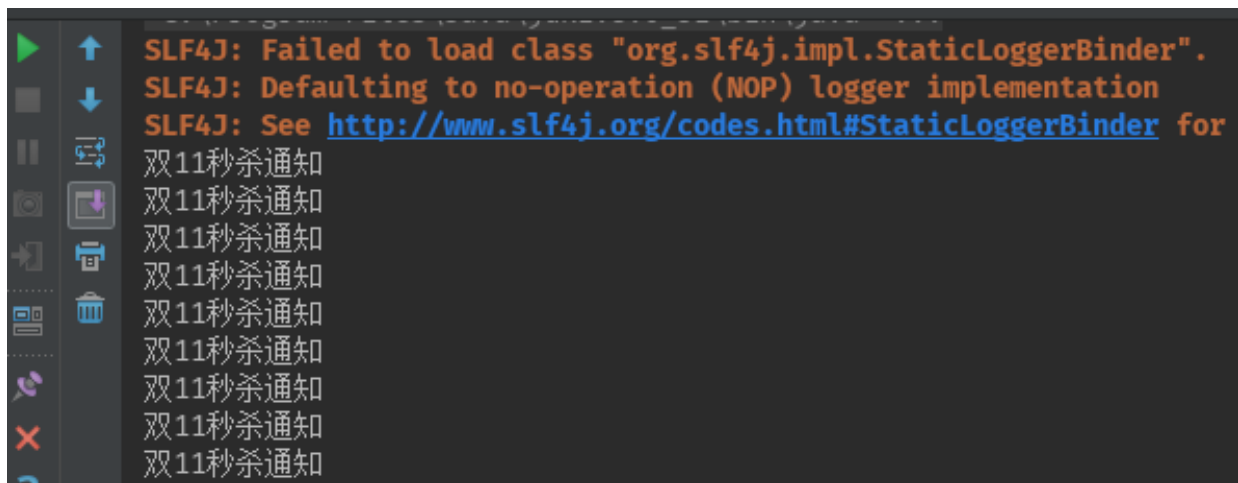 SLF4J: Failed to load class "org.slf4j.impl.StaticLoggerBinder".
SLF4J: Defaulting to no-operation (NOP) logger implementation
SLF4J: See http://www.slf4j.org/codes.html#StaticLoggerBinder for
双11秒杀通知
双11秒杀通知
双11秒杀通知
双11秒杀通知
双11秒杀通知
双11秒杀通知
双11秒杀通知
双11秒杀通知
双11秒杀通知